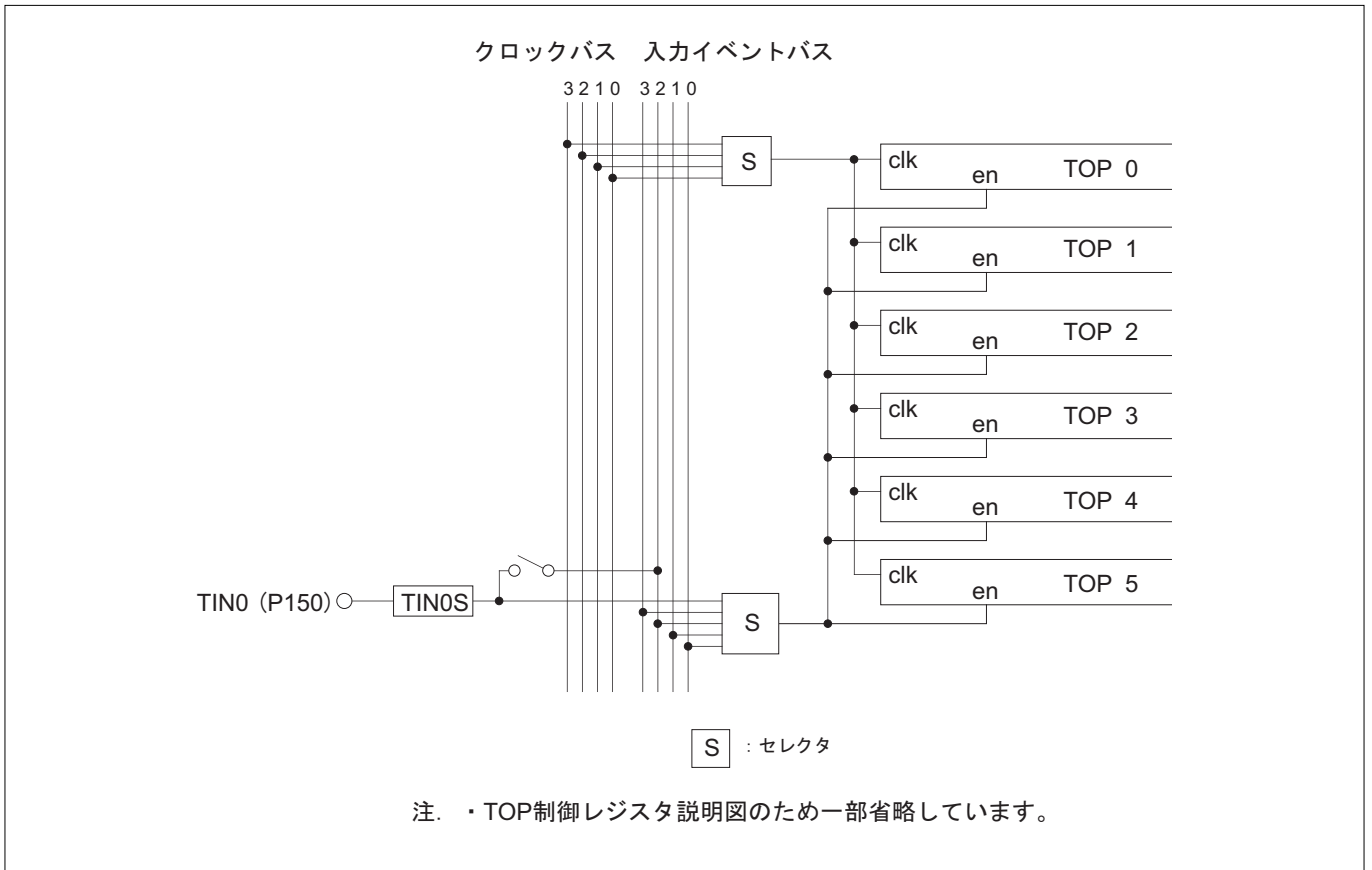 クロックバス 入力イベントバス
3 2 1 0 3 2 1 0
S
clk
en
TOP 0
clk
en
TOP 1
clk
en
TOP 2
clk
en
TOP 3
clk
en
TOP 4
clk
en
TOP 5
TIN0 (P150)
TIN0S
S
S :セレクタ
注. ・TOP制御レジスタ説明図のため一部省略しています。